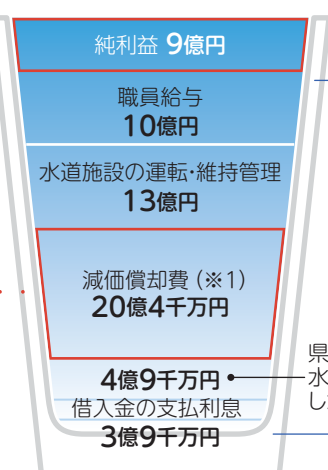 純利益 9億円
職員給与
10億円
水道施設の運転・維持管理
13億円
減価償却費(※1)
20億4千万円
4億9千万円
県
水
し
借入金の支払利息
3億9千万円